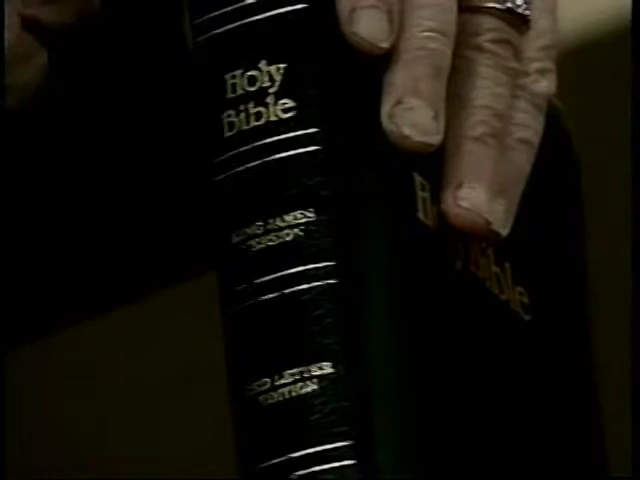 Holy
Bible
KING JAMES
VERSION
RED LETTER
EDITION
Bible